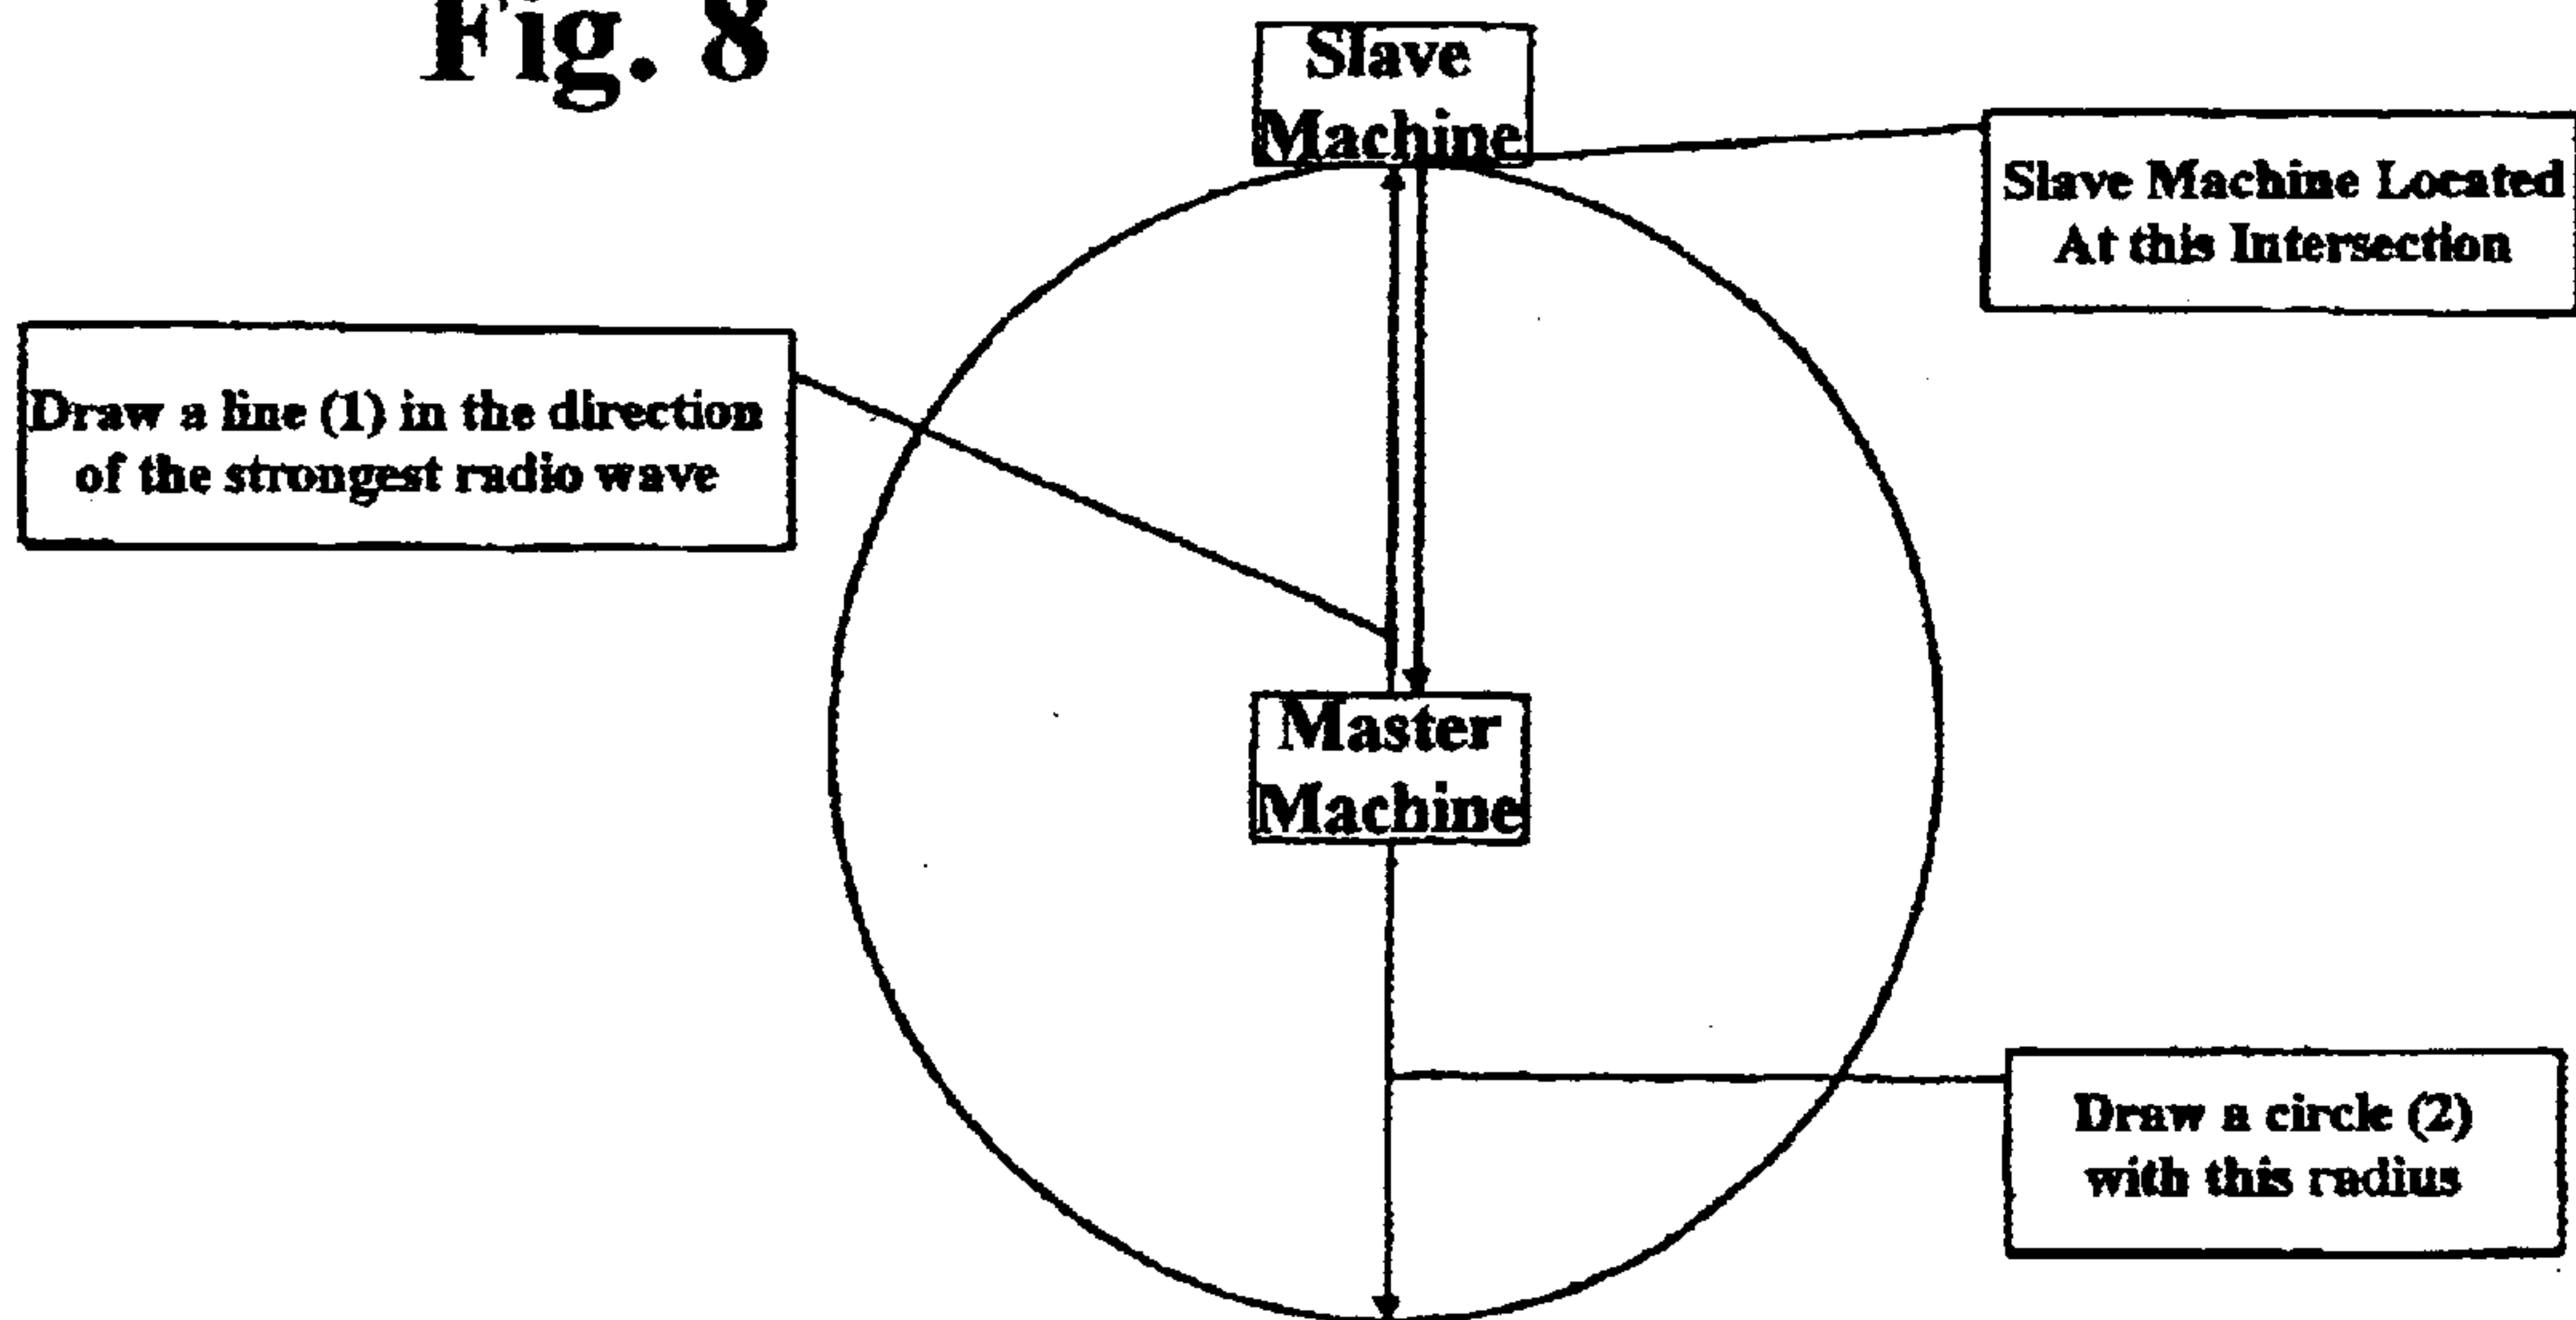 Fig. 8
Slave
Machine
Slave Machine Located
At this Intersection
Draw a line (1) in the direction
of the strongest radio wave
Master
Machine
Draw a circle (2)
with this radius